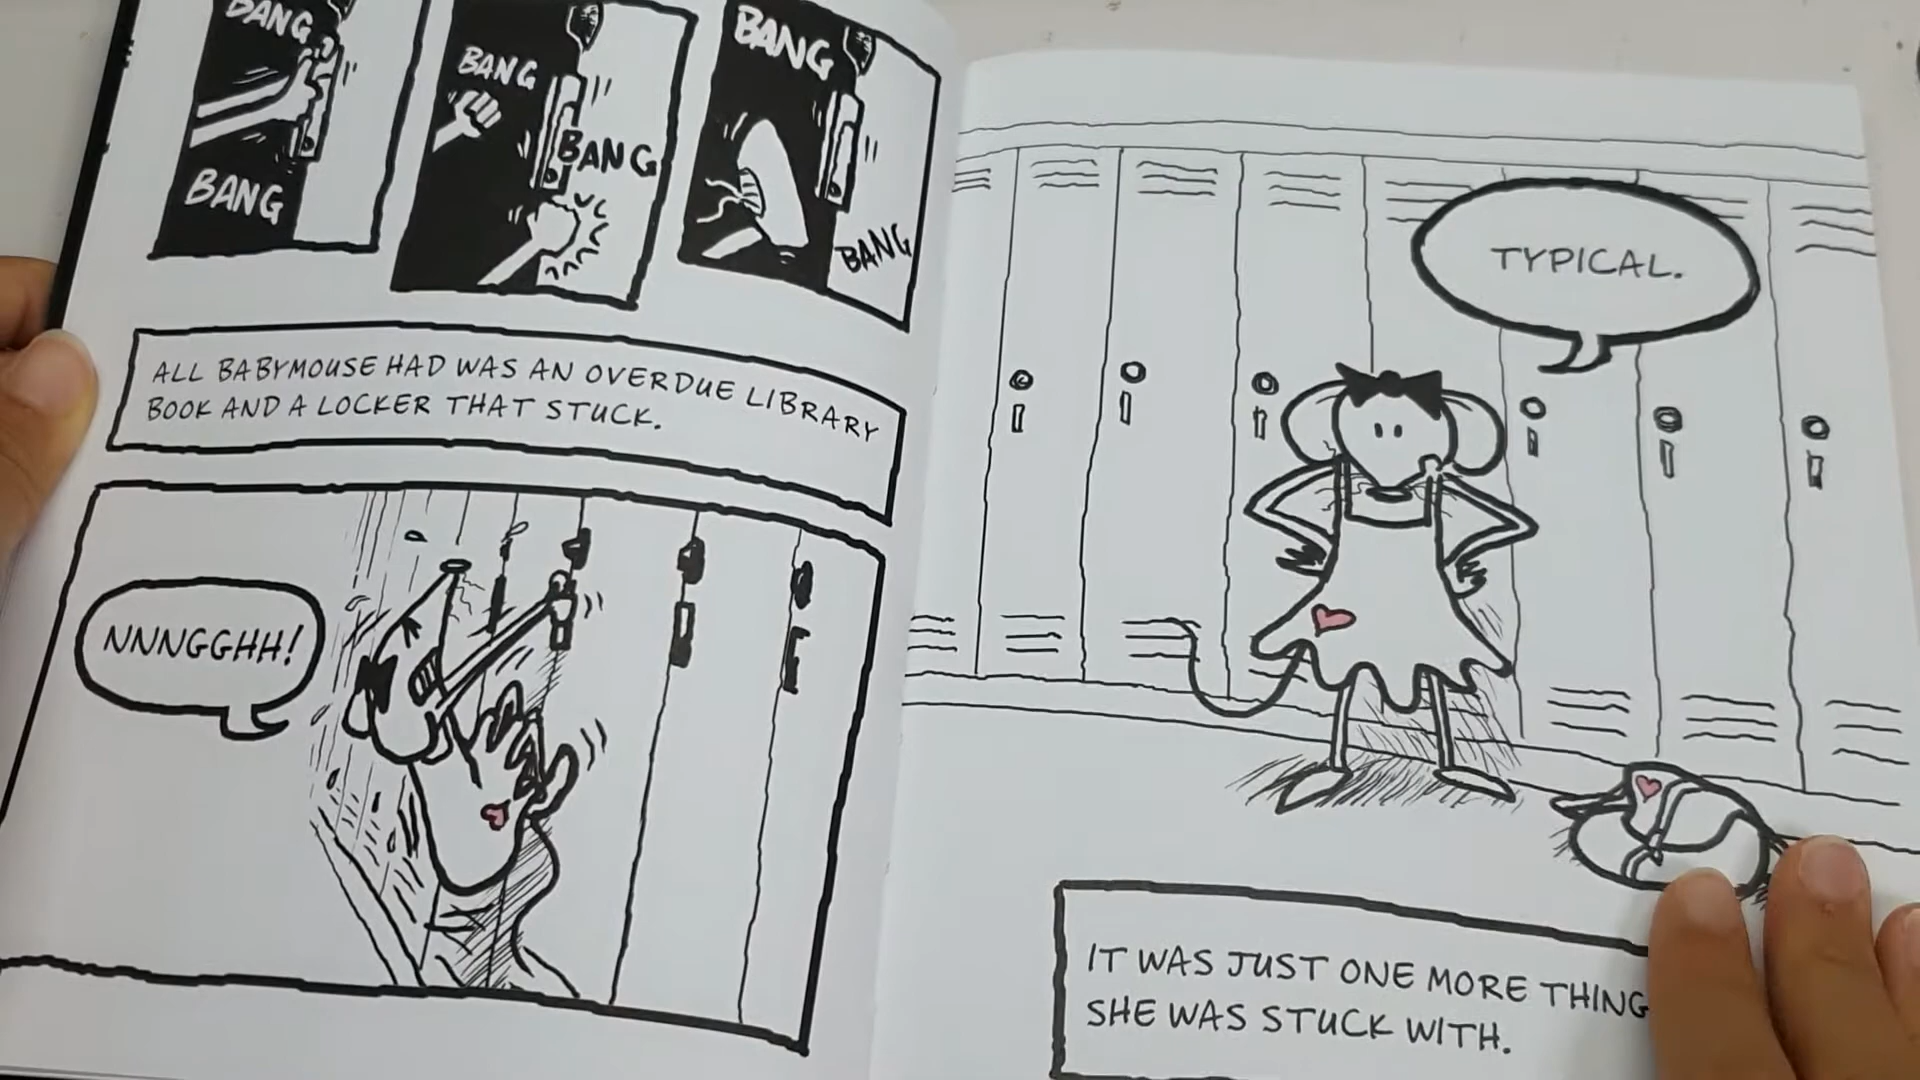 BANG
BANG
BANG
BANG
BANG
BANG
ALL BABYMOUSE HAD WAS AN OVERDUE LIBRARY
BOOK AND A LOCKER THAT STUCK.
NNNGGHH!
TYPICAL.
IT WAS JUST ONE MORE THING
SHE WAS STUCK WITH.